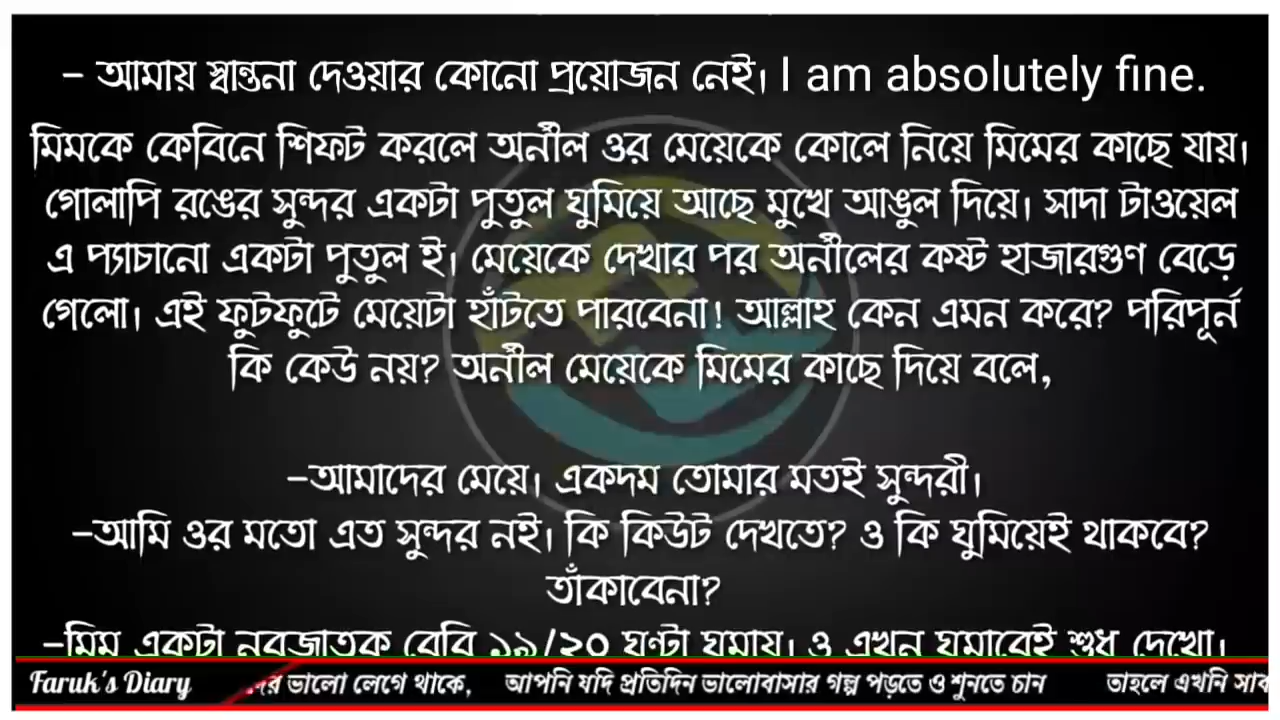 - আমায় স্বান্তনা দেওয়ার কোনো প্রয়োজন নেই। I am absolutely fine.
মিমকে কেবিনে শিফট করলে অনীল ওর মেয়েকে কোলে নিয়ে মিমের কাছে যায়।
গোলাপি রঙের সুন্দর একটা পুতুল ঘুমিয়ে আছে মুখে আঙুল দিয়ে। সাদা টাওয়েল
এ প্যাচানো একটা পুতুল ই। মেয়েকে দেখার পর অনীলের কষ্ট হাজারগুণ বেড়ে
গেলো। এই ফুটফুটে মেয়েটা হাঁটতে পারবেনা! আল্লাহ কেন এমন করে? পরিপূর্ন
কি কেউ নয়? অনীল মেয়েকে মিমের কাছে দিয়ে বলে,
-আমাদের মেয়ে। একদম তোমার মতই সুন্দরী।
-আমি ওর মতো এত সুন্দর নই। কি কিউট দেখতে? ও কি ঘুমিয়েই থাকবে?
তাঁকাবেনা?
-মিম একটা নবজাতক বেবি ১৯/২০ ঘণ্টা ঘুমায়। ও এখন ঘুমাবেই শুধু দেখো।
Faruk's Diary
ভালো লেগে থাকে, আপনি যদি প্রতিদিন ভালোবাসার গল্প পড়তে ও শুনতে চান তাহলে এখনি